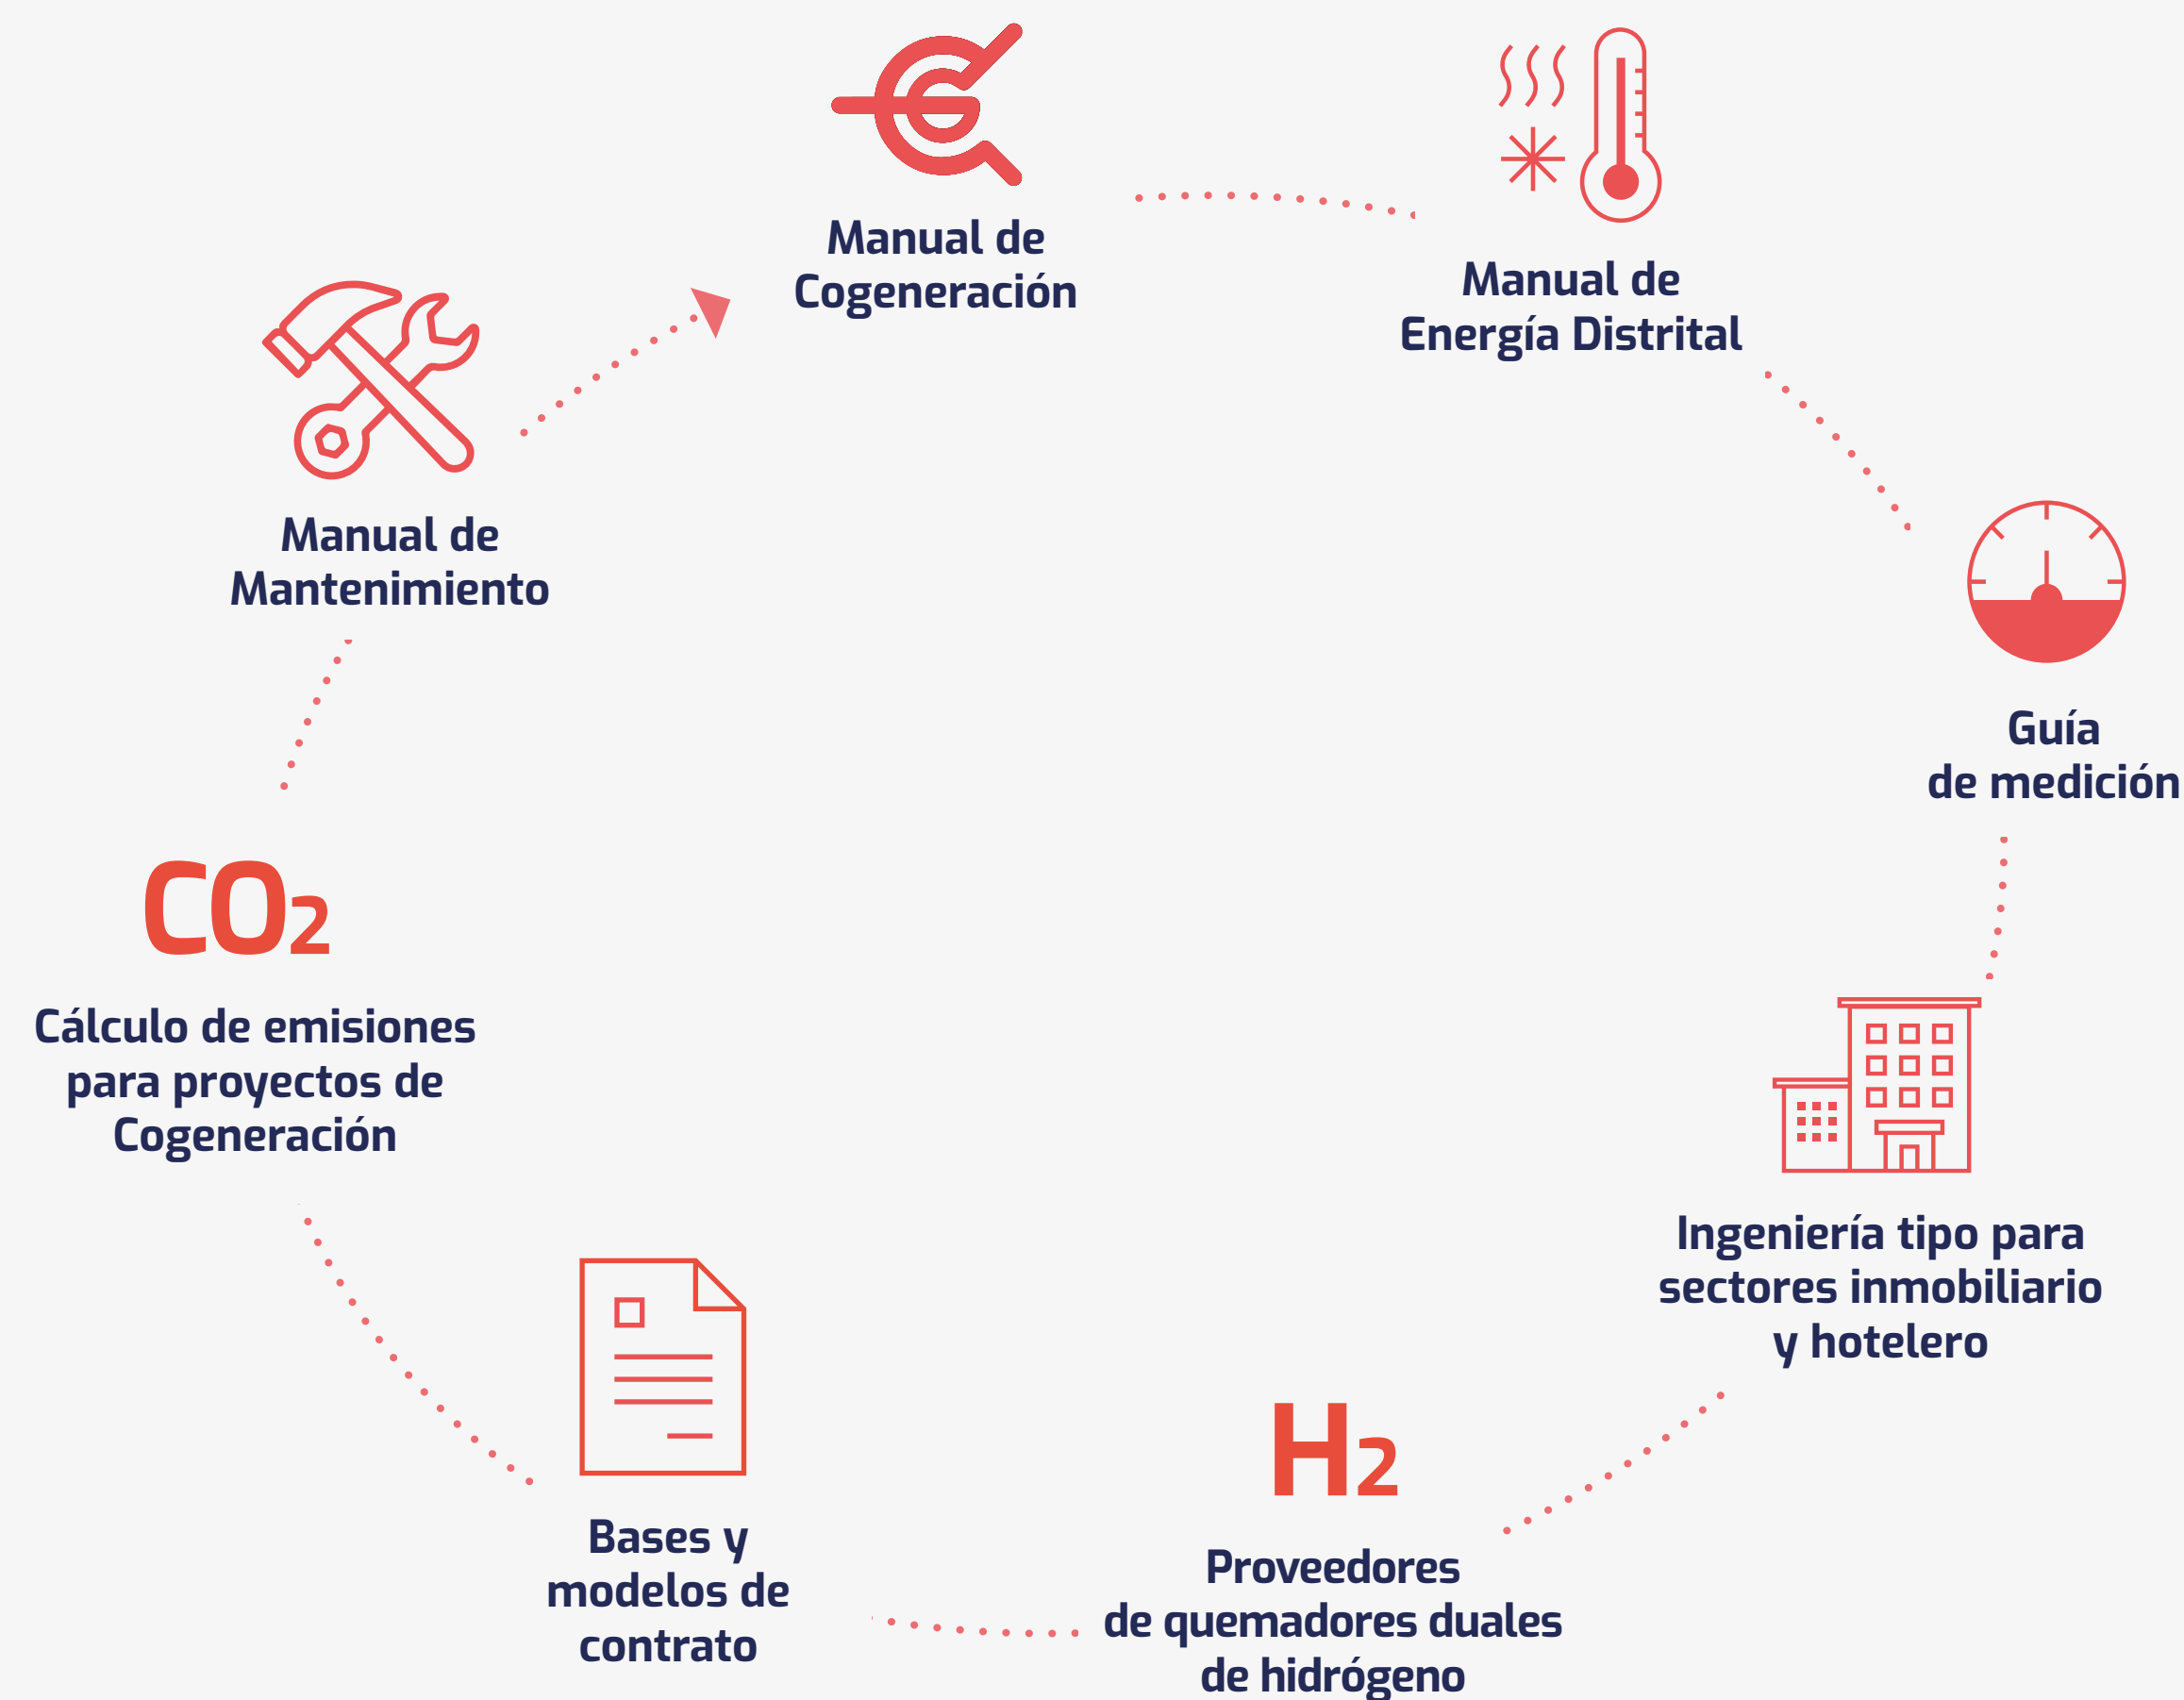 Manual de
Cogeneración
Manual de
Energía Distrital
Guía
de medición
Ingeniería tipo para
sectores inmobiliario
y hotelero
H2
Proveedores
de quemadores duales
de hidrógeno
Bases y
modelos de
contrato
CO2
Cálculo de emisiones
para proyectos de
Cogeneración
Manual de
Mantenimiento